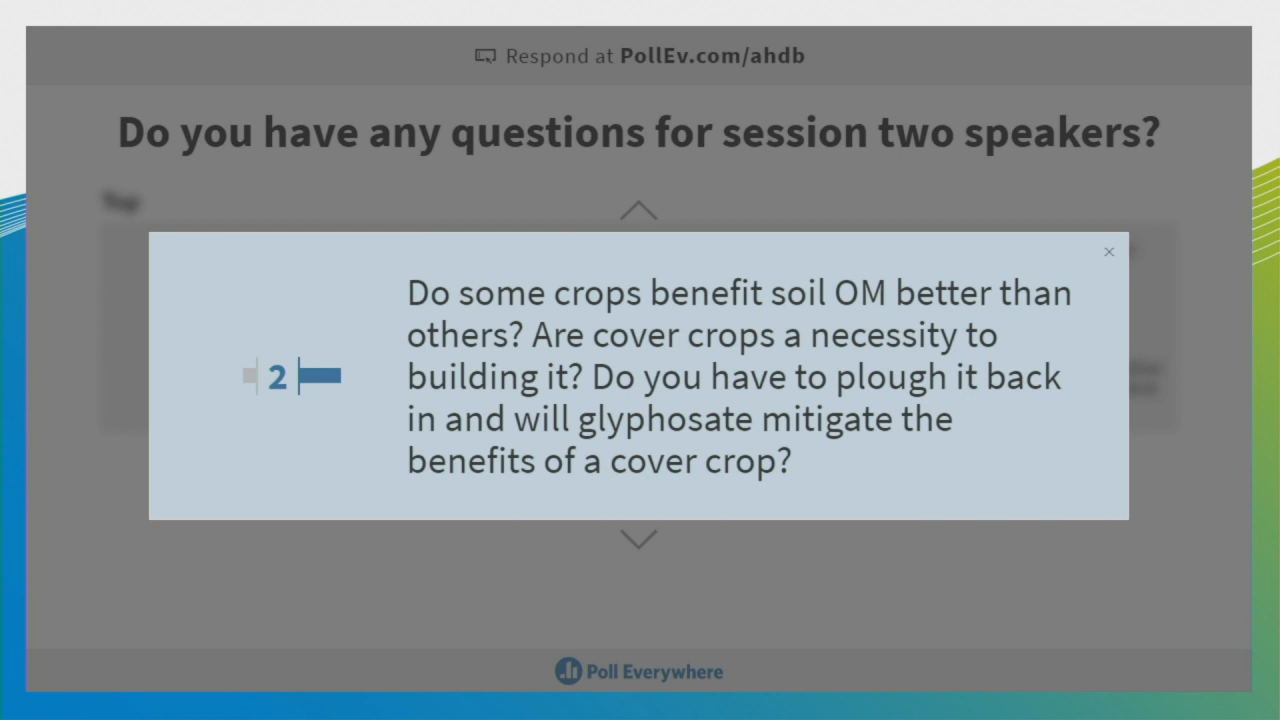 Respond at PollEv.com/ahdb
Do you have any questions for session two speakers?
Top
×
Do some crops benefit soil OM better than
others? Are cover crops a necessity to
2
building it? Do you have to plough it back
in and will glyphosate mitigate the
benefits of a cover crop?
Poll Everywhere